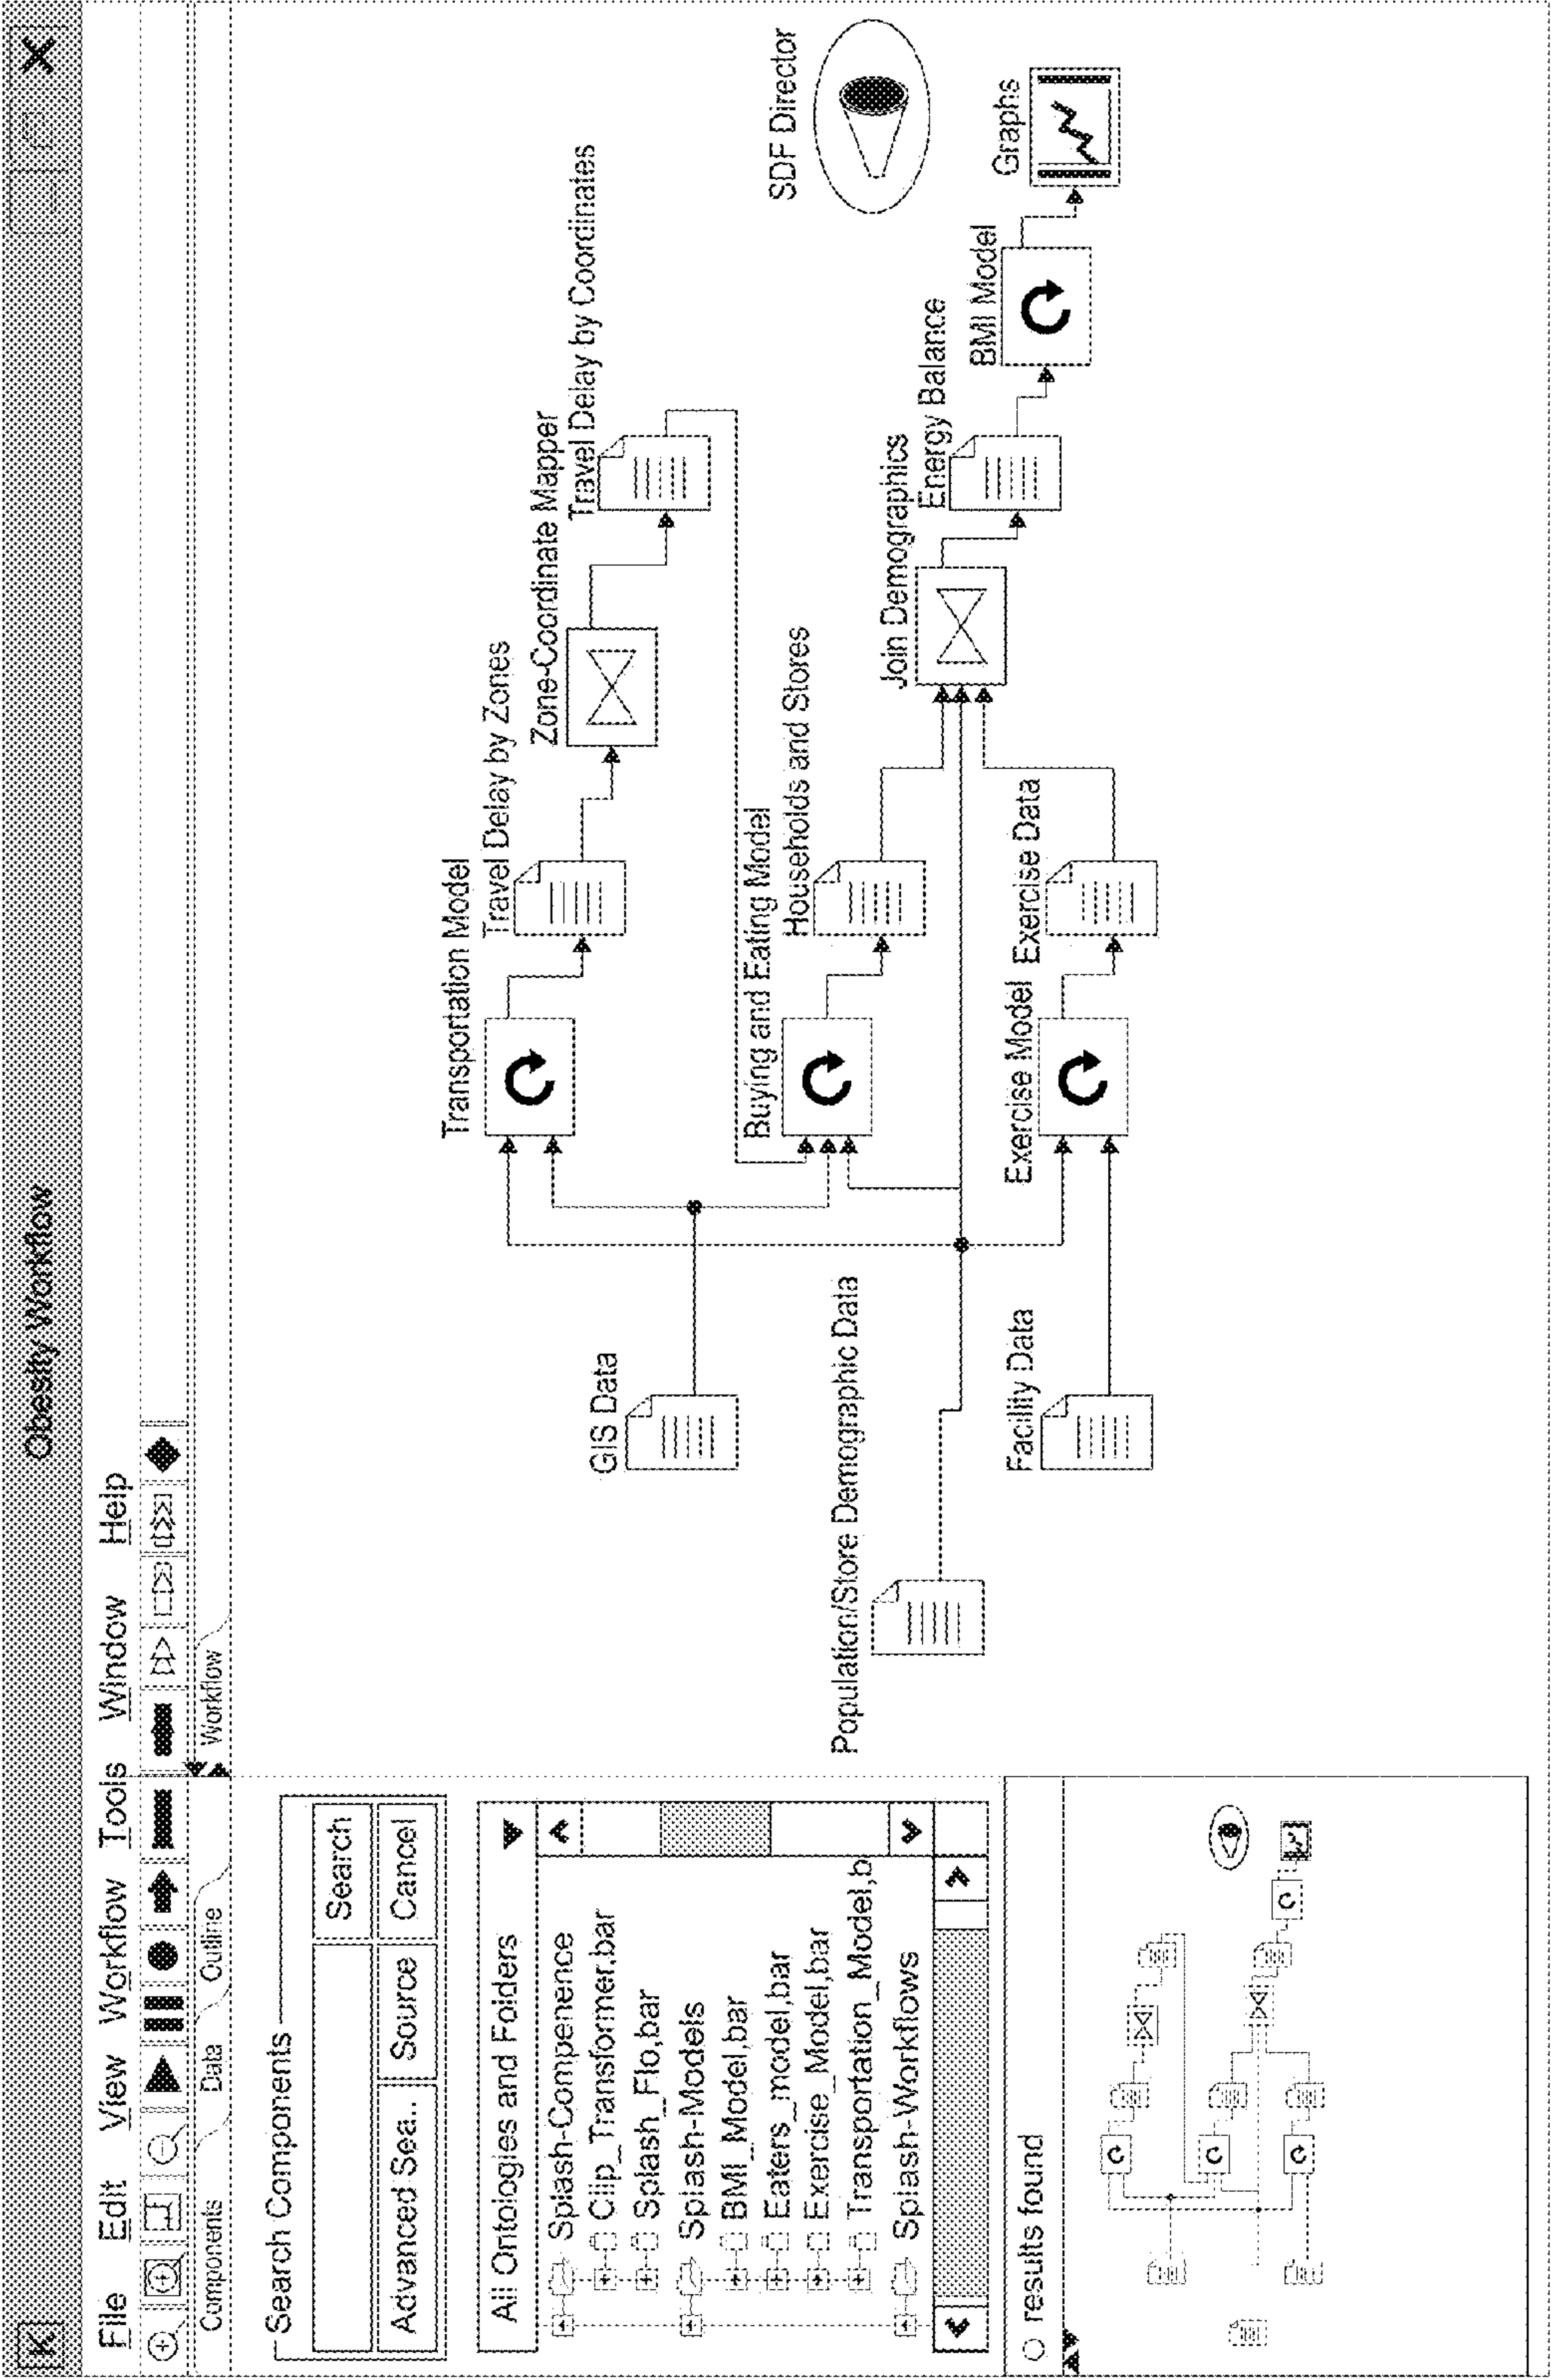 K
Obesity Workflow
File Edit View Workflow Tools Window Help
Components Data Outline
Workflow
Search Components
Search
Advanced Sea.. Source Cancel
All Ontologies and Folders
Splash-Compenence
Clip_Transformer,bar
Splash_Flo,bar
Splash-Models
BMI_Model,bar
Eaters_model,bar
Exercise_Model,bar
Transportation_Model,b
Splash-Workflows
results found
Transportation Model
Travel Delay by Zones
Zone-Coordinate Mapper
Travel Delay by Coordinates
GIS Data
Buying and Eating Model
Households and Stores
SDF Director
Population/Store Demographic Data
Join Demographics
Energy Balance
BMI Model
Graphs
Facility Data
Exercise Model
Exercise Data